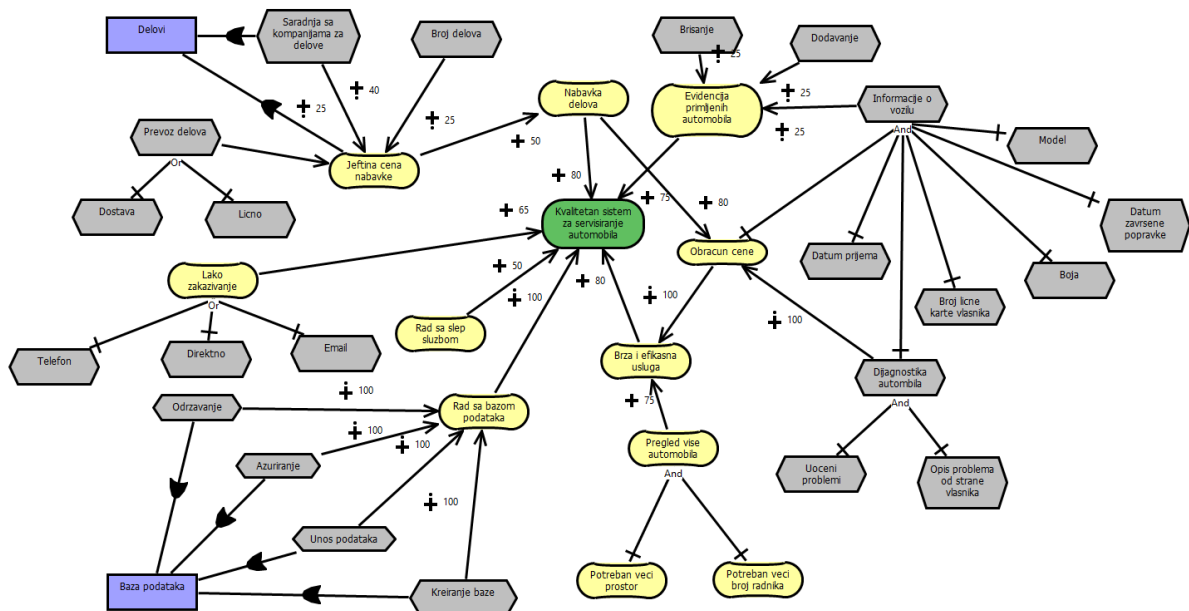 Delovi
Saradnja sa
kompanijama za
delove
Broj delova
Brisanje
Dodavanje
25
40
25
25
25
25
Nabavka
delova
Evidencija
primljenih
automobila
Informacije o
vozilu
And
Model
Prevoz delova
Or
Jeftina cena
nabavke
50
80
75
80
Dostava
Licno
65
Kvalitetan sistem
za servisiranje
automobila
Obracun cene
Datum
zavrsene
popravke
Datum prijema
Boja
Lako
zakazivanje
Or
50
100
80
100
100
Broj licne
karte vlasnika
Telefon
Direktno
Email
Rad sa slep
sluzbom
Brza i efikasna
usluga
75
Dijagnostika
autombila
And
Odrzavanje
100
Rad sa bazom
podataka
100
100
Azuriranje
Pregled vise
automobila
And
Uoceni
problemi
Opis problema
od strane
vlasnika
100
Unos podataka
Potreban veci
prostor
Potreban veci
broj radnika
Baza podataka
Kreiranje baze